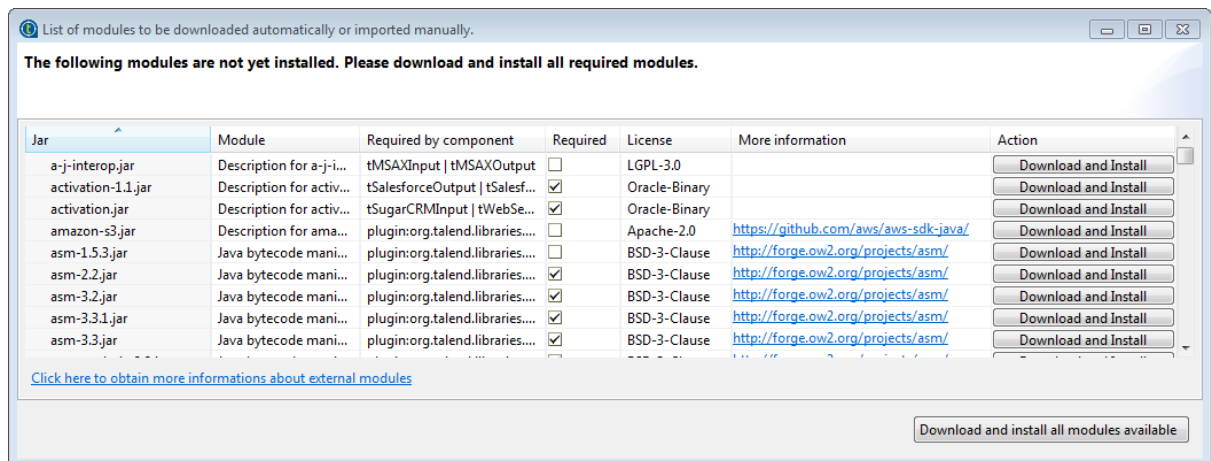 List of modules to be downloaded automatically or imported manually.
The following modules are not yet installed. Please download and install all required modules.
Jar Module Required by component Required License More information Action
a-j-interop.jar Description for a-j-i... tMSAXInput | tMSAXOutput LGPL-3.0 Download and Install
activation-1.1.jar Description for activ... tSalesforceOutput | tSalesf... Oracle-Binary Download and Install
activation.jar Description for activ... tSugarCRMInput | tWebSe... Oracle-Binary Download and Install
amazon-s3.jar Description for ama... plugin:org.talend.libraries.... Apache-2.0 https://github.com/aws/aws-sdk-java/ Download and Install
asm-1.5.3.jar Java bytecode mani... plugin:org.talend.libraries.... BSD-3-Clause http://forge.ow2.org/projects/asm/ Download and Install
asm-2.2.jar Java bytecode mani... plugin:org.talend.libraries.... BSD-3-Clause http://forge.ow2.org/projects/asm/ Download and Install
asm-3.2.jar Java bytecode mani... plugin:org.talend.libraries.... BSD-3-Clause http://forge.ow2.org/projects/asm/ Download and Install
asm-3.3.1.jar Java bytecode mani... plugin:org.talend.libraries.... BSD-3-Clause http://forge.ow2.org/projects/asm/ Download and Install
asm-3.3.jar Java bytecode mani... plugin:org.talend.libraries.... BSD-3-Clause http://forge.ow2.org/projects/asm/ Download and Install
Click here to obtain more informations about external modules
Download and install all modules available